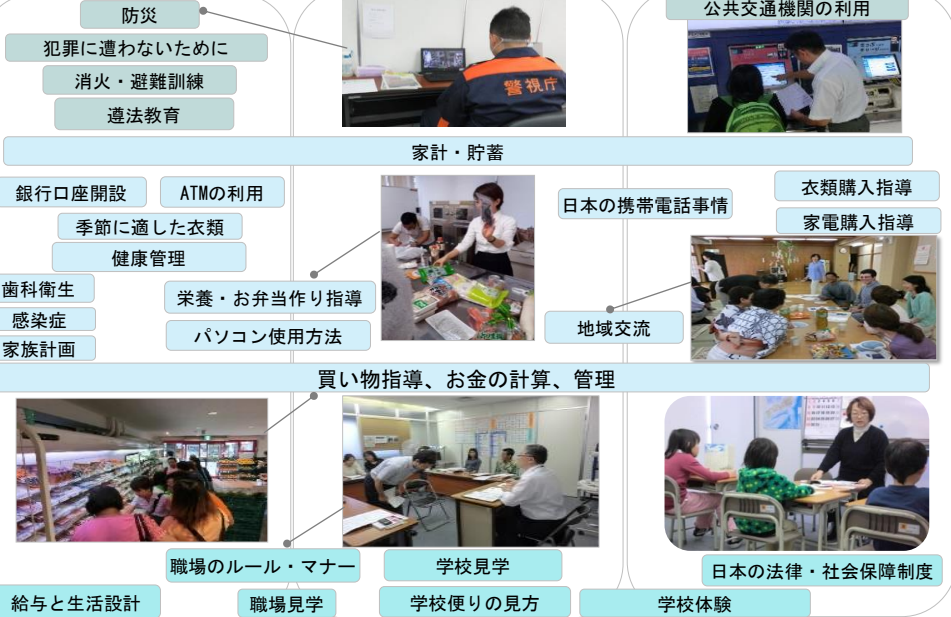 防災
公共交通機関の利用
犯罪に遭わないために
消火・避難訓練
遵法教育
警視庁
家計・貯蓄
銀行口座開設
ATMの利用
季節に適した衣類
健康管理
日本の携帯電話事情
衣類購入指導
家電購入指導
歯科衛生
感染症
家族計画
栄養・お弁当作り指導
パソコン使用方法
地域交流
買い物指導、お金の計算、管理
職場のルール・マナー
学校見学
日本の法律・社会保障制度
給与と生活設計
職場見学
学校便りの見方
学校体験